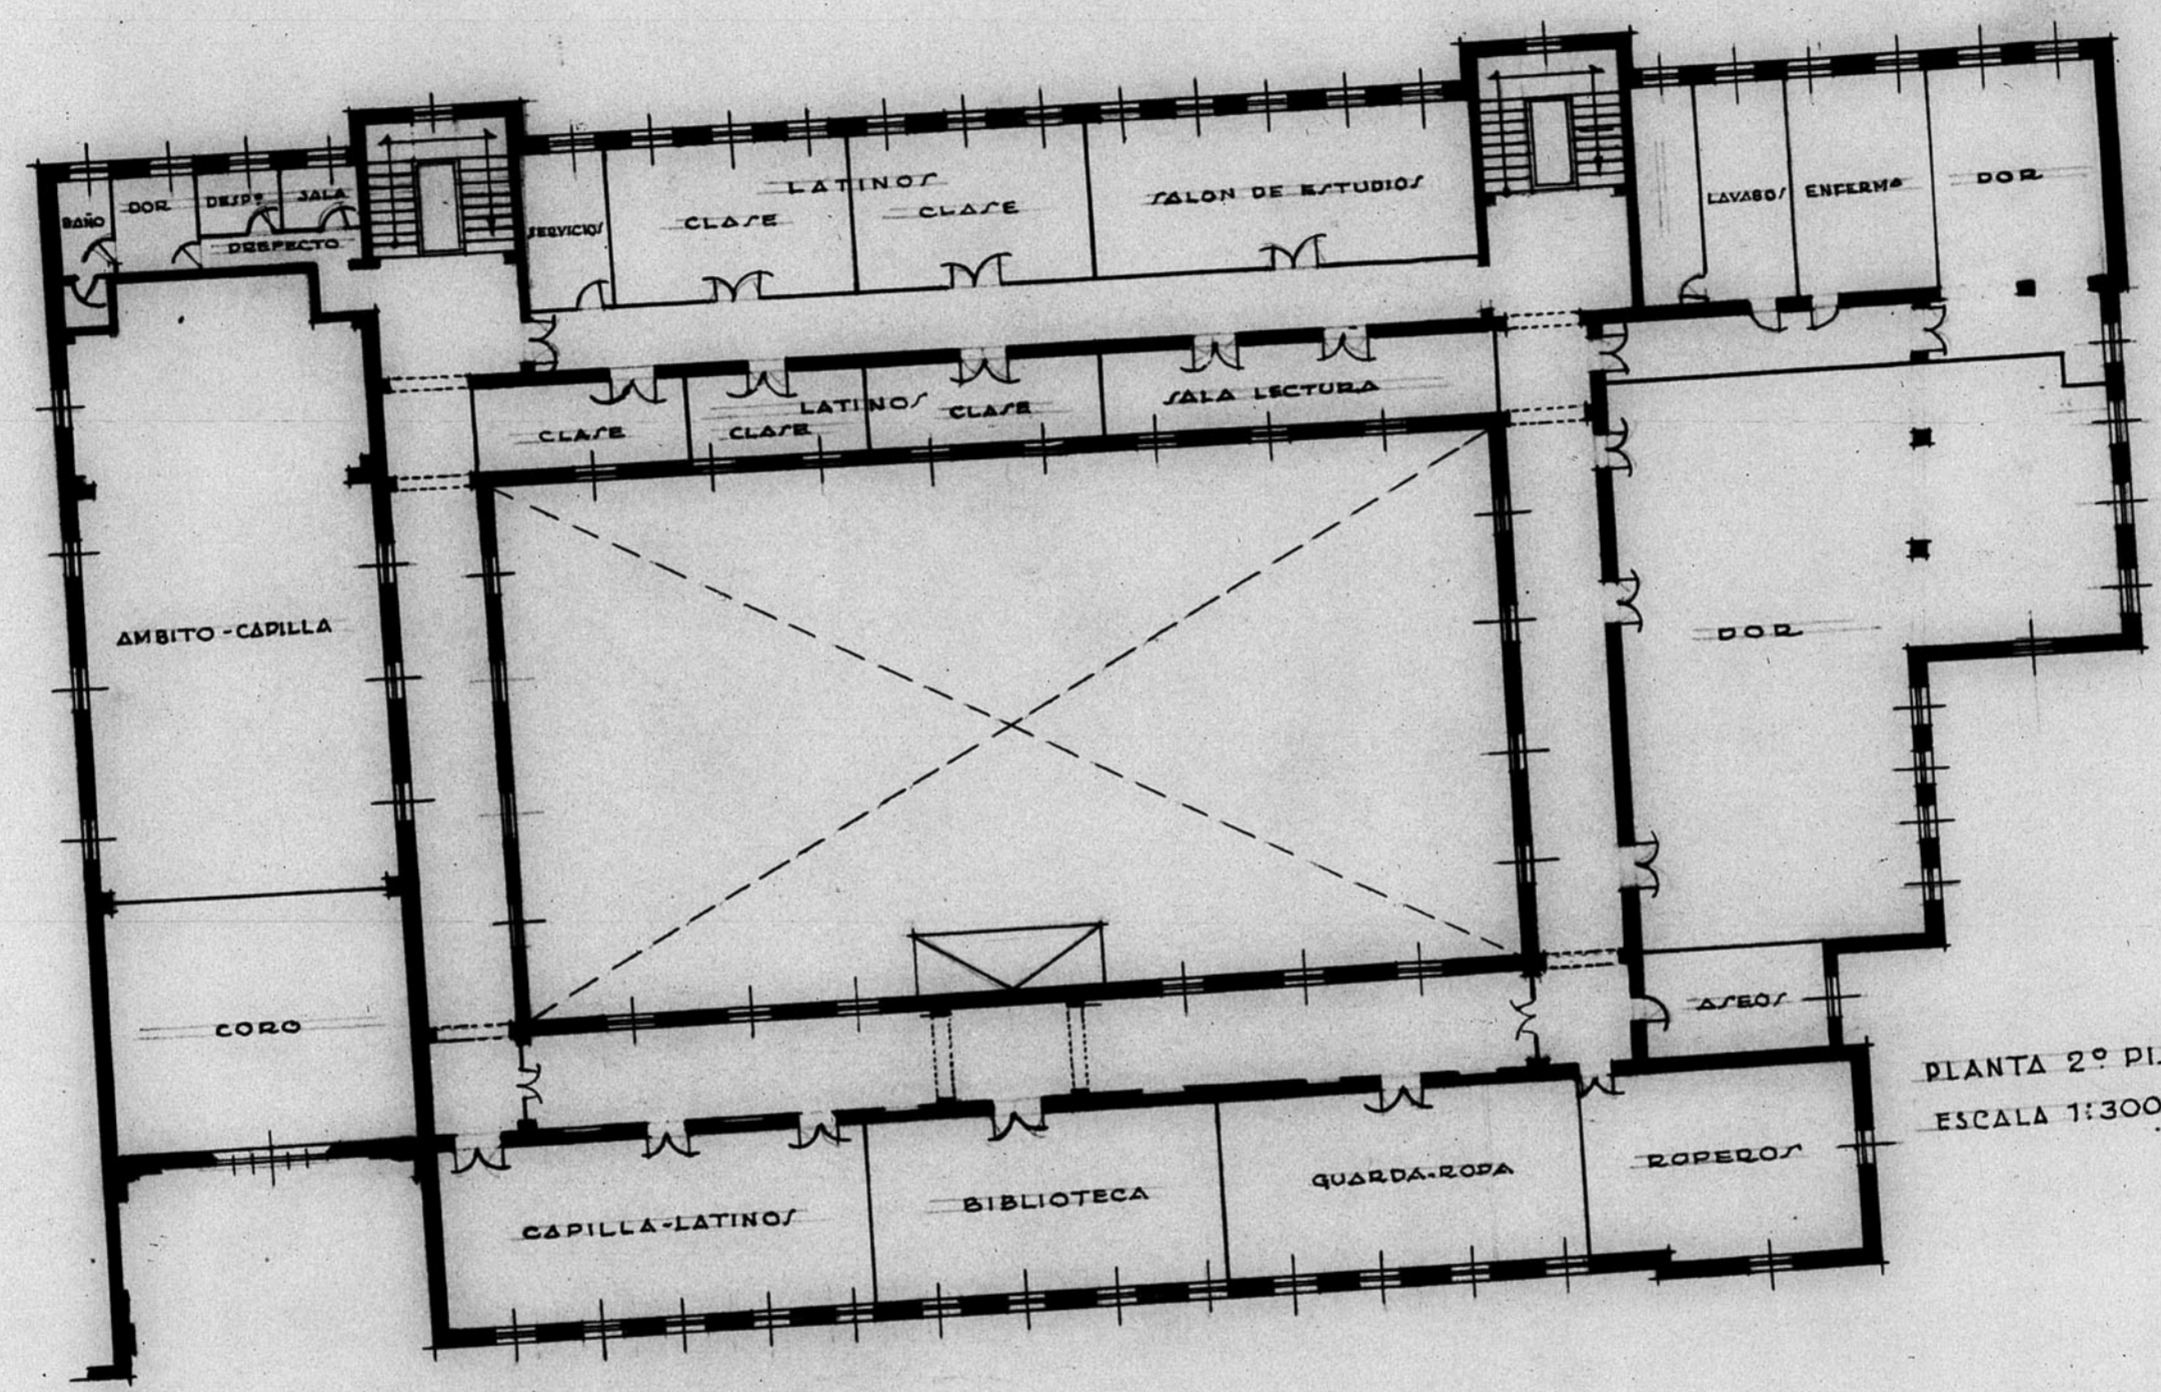 BAÑO
DOR
DESPº
SALA
DREPECTO
SERVICIOS
LATINOS
CLASE
CLASE
SALON DE ESTUDIOS
LAVABOS
ENFERMª
DOR
LATINOS
CLASE
CLASE
CLASE
SALA LECTURA
AMBITO-CAPILLA
DOR
CORO
ASEOS
PLANTA 2º PI
ESCALA 1:300
CAPILLA-LATINOS
BIBLIOTECA
GUARDA-ROPA
ROPEROS